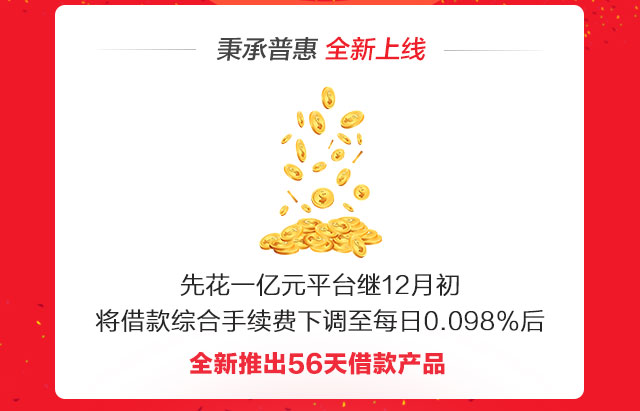 秉承普惠 全新上线
先花一亿元平台继12月初
将借款综合手续费下调至每日0.098%后
全新推出56天借款产品